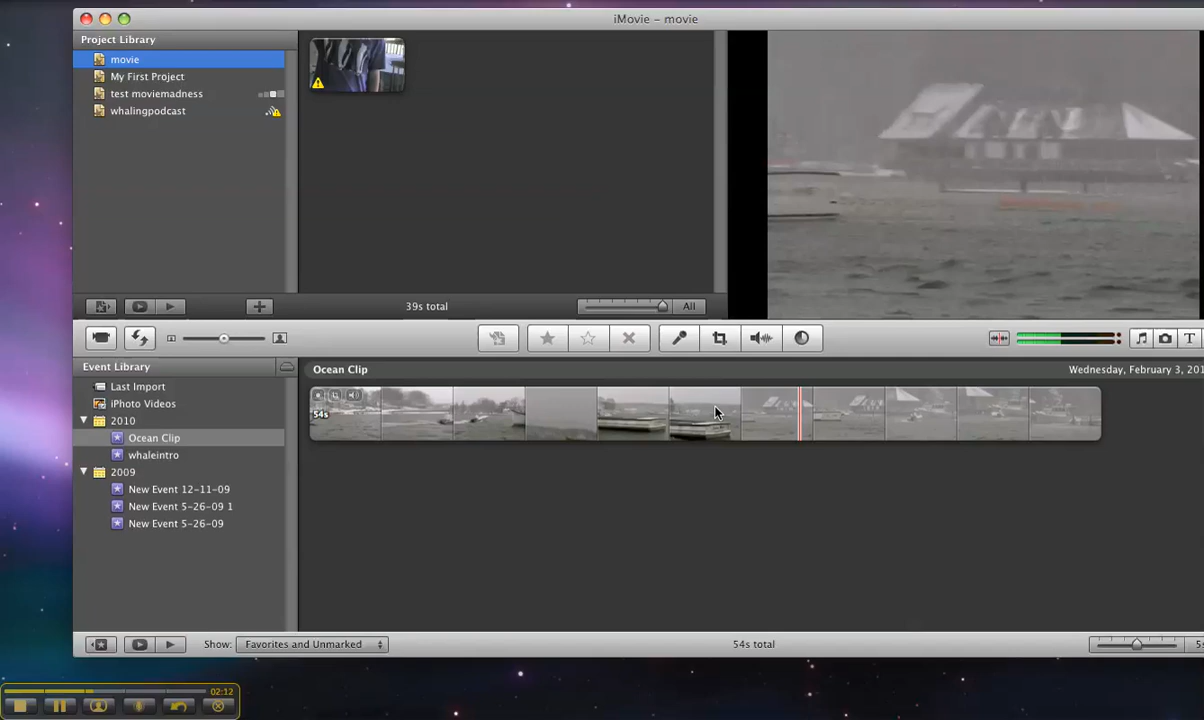 iMovie – movie
Project Library
movie
My First Project
test moviemadness
whalingpodcast
39s total
All
Event Library
Last Import
iPhoto Videos
2010
Ocean Clip
whaleintro
2009
New Event 12-11-09
New Event 5-26-09 1
New Event 5-26-09
Ocean Clip
Wednesday, February 3, 201
54s
Show: Favorites and Unmarked
54s total
5s
02:12